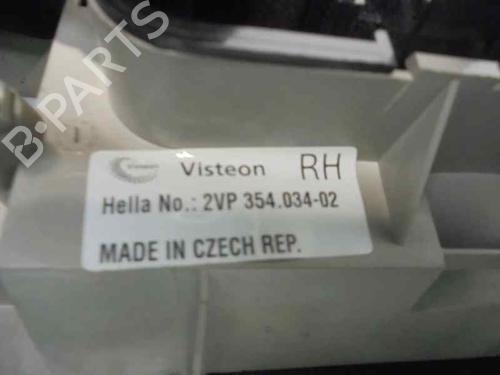 B-PARTS
Visteon RH
Hella No.: 2VP 354.034-02
MADE IN CZECH REP.